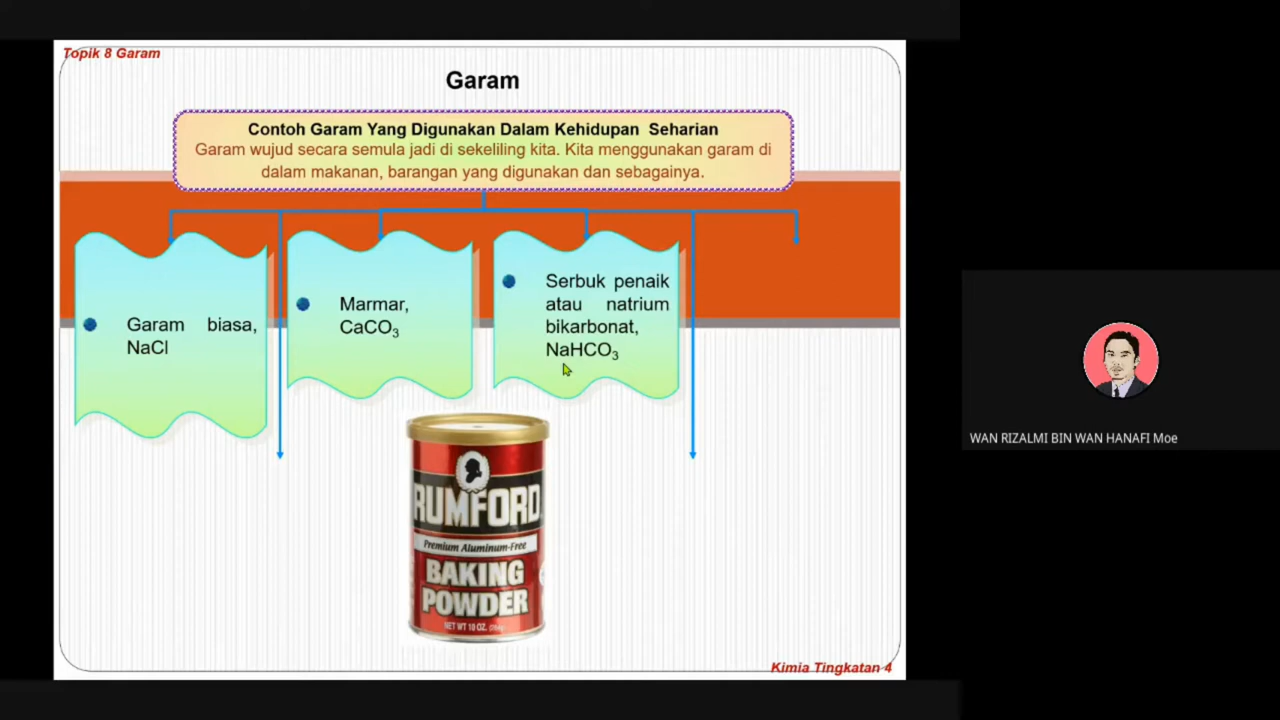 Topik 8 Garam
Garam
Contoh Garam Yang Digunakan Dalam Kehidupan Seharian
Garam wujud secara semula jadi di sekeliling kita. Kita menggunakan garam di
dalam makanan, barangan yang digunakan dan sebagainya.
Garam biasa,
NaCl
Marmar,
CaCO₃
Serbuk penaik
atau natrium
bikarbonat,
NaHCO₃
RUMFORD
Premium Aluminum-Free
BAKING
POWDER
NET WT 10 OZ.
Kimia Tingkatan 4
WAN RIZALMI BIN WAN HANAFI Moe